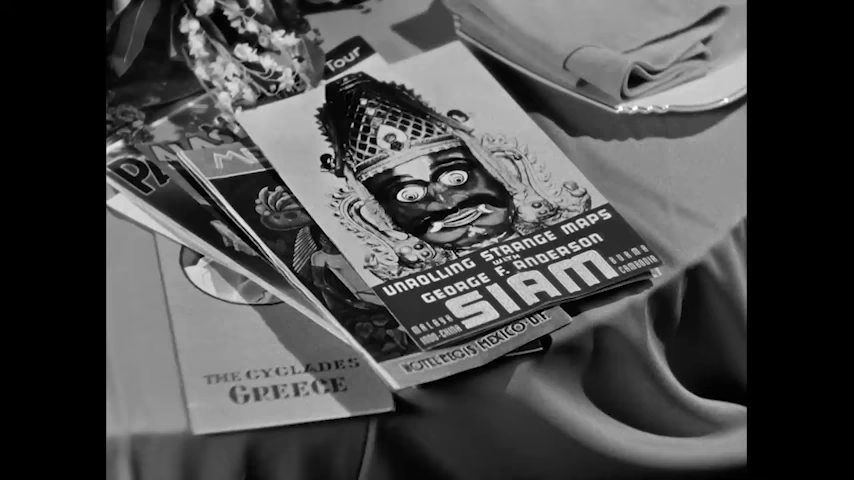 Tour
PANA
M
UNROLLING STRANGE MAPS
WITH
GEORGE F. ANDERSON
SIAM
MALAYA
INDO-CHINA
BURMA
CAMBODIA
HOTEL REGIS MEXICO D.F.
THE CYCLADES
GREECE